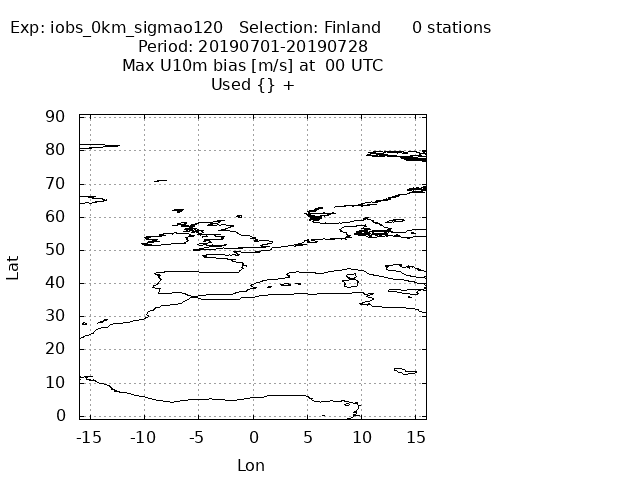 Exp: iobs_0km_sigmao120   Selection: Finland      0 stations
Period: 20190701-20190728
Max U10m bias [m/s] at  00 UTC
Used {} +
90
80
70
60
50
40
30
20
10
0
Lat
-15 -10 -5 0 5 10 15
Lon